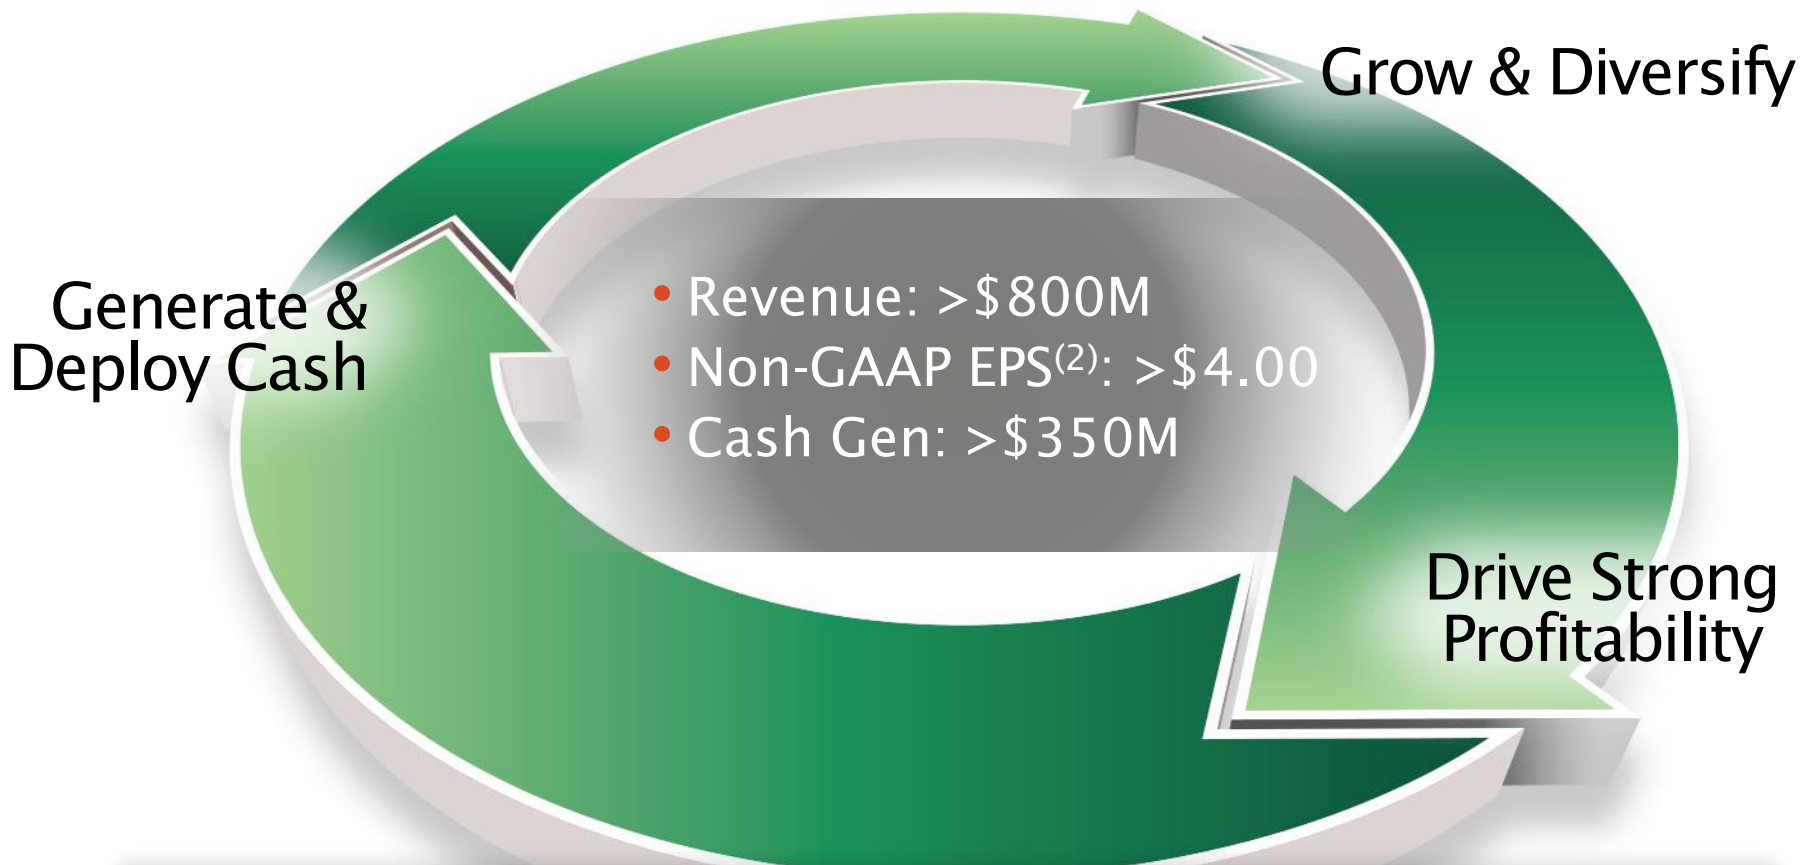 Grow & Diversify
Generate &
Deploy Cash
• Revenue: >$800M
• Non-GAAP EPS(2): >$4.00
• Cash Gen: >$350M
Drive Strong
Profitability